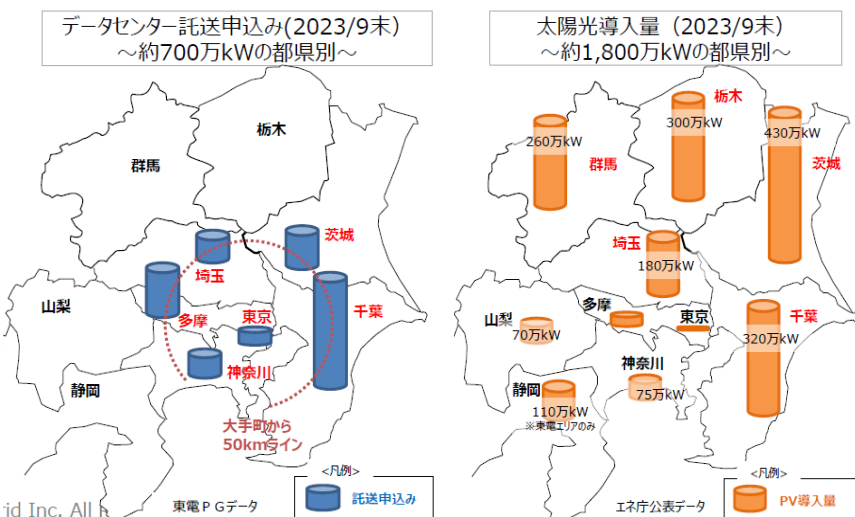 データセンター託送申込み(2023/9末)
～約700万kWの都県別～
栃木
群馬
茨城
埼玉
山梨
多摩
東京
千葉
神奈川
静岡
大手町から
50kmライン
<凡例>
託送申込み
東電ＰＧデータ
rid Inc. All
太陽光導入量（2023/9末）
～約1,800万kWの都県別～
栃木
300万kW
260万kW
430万kW
群馬
茨城
埼玉
180万kW
山梨
70万kW
多摩
東京
千葉
320万kW
神奈川
75万kW
静岡
110万kW
※東電エリアのみ
<凡例>
PV導入量
エネ庁公表データ